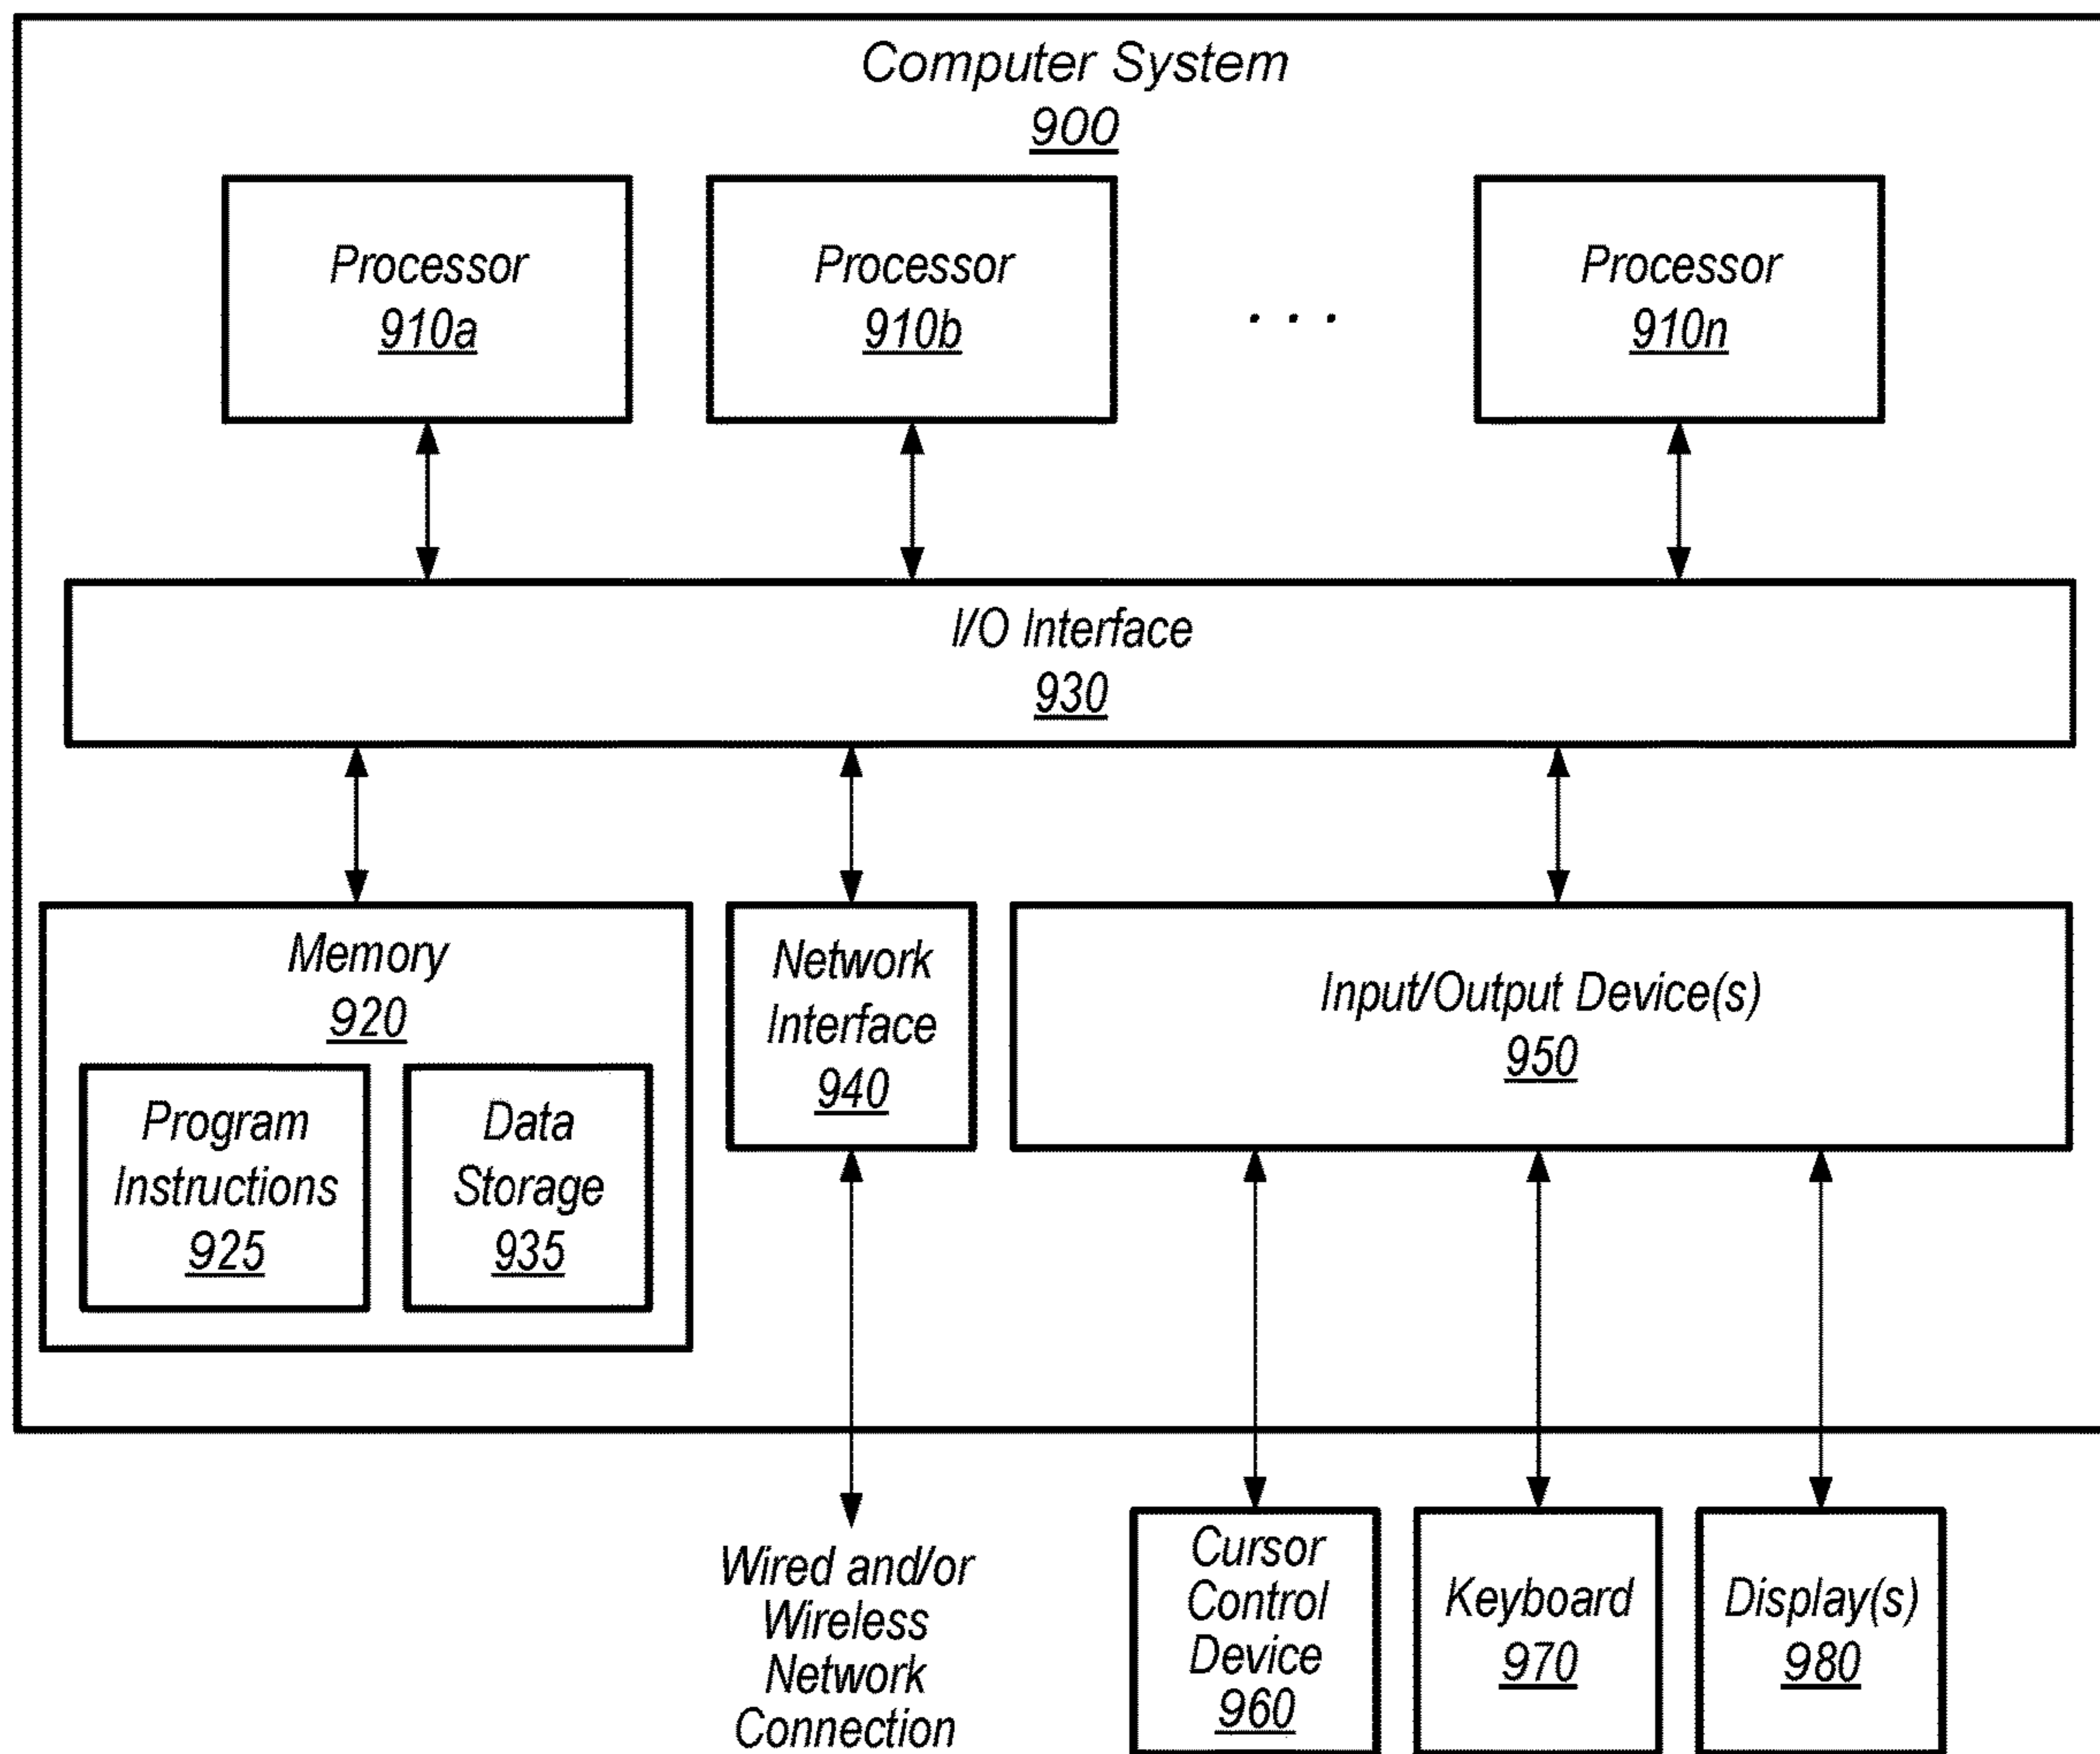 Computer System
900
Processor
910a
Processor
910b
. . .
Processor
910n
I/O Interface
930
Memory
920
Program
Instructions
925
Data
Storage
935
Network
Interface
940
Input/Output Device(s)
950
Wired and/or
Wireless
Network
Connection
Cursor
Control
Device
960
Keyboard
970
Display(s)
980